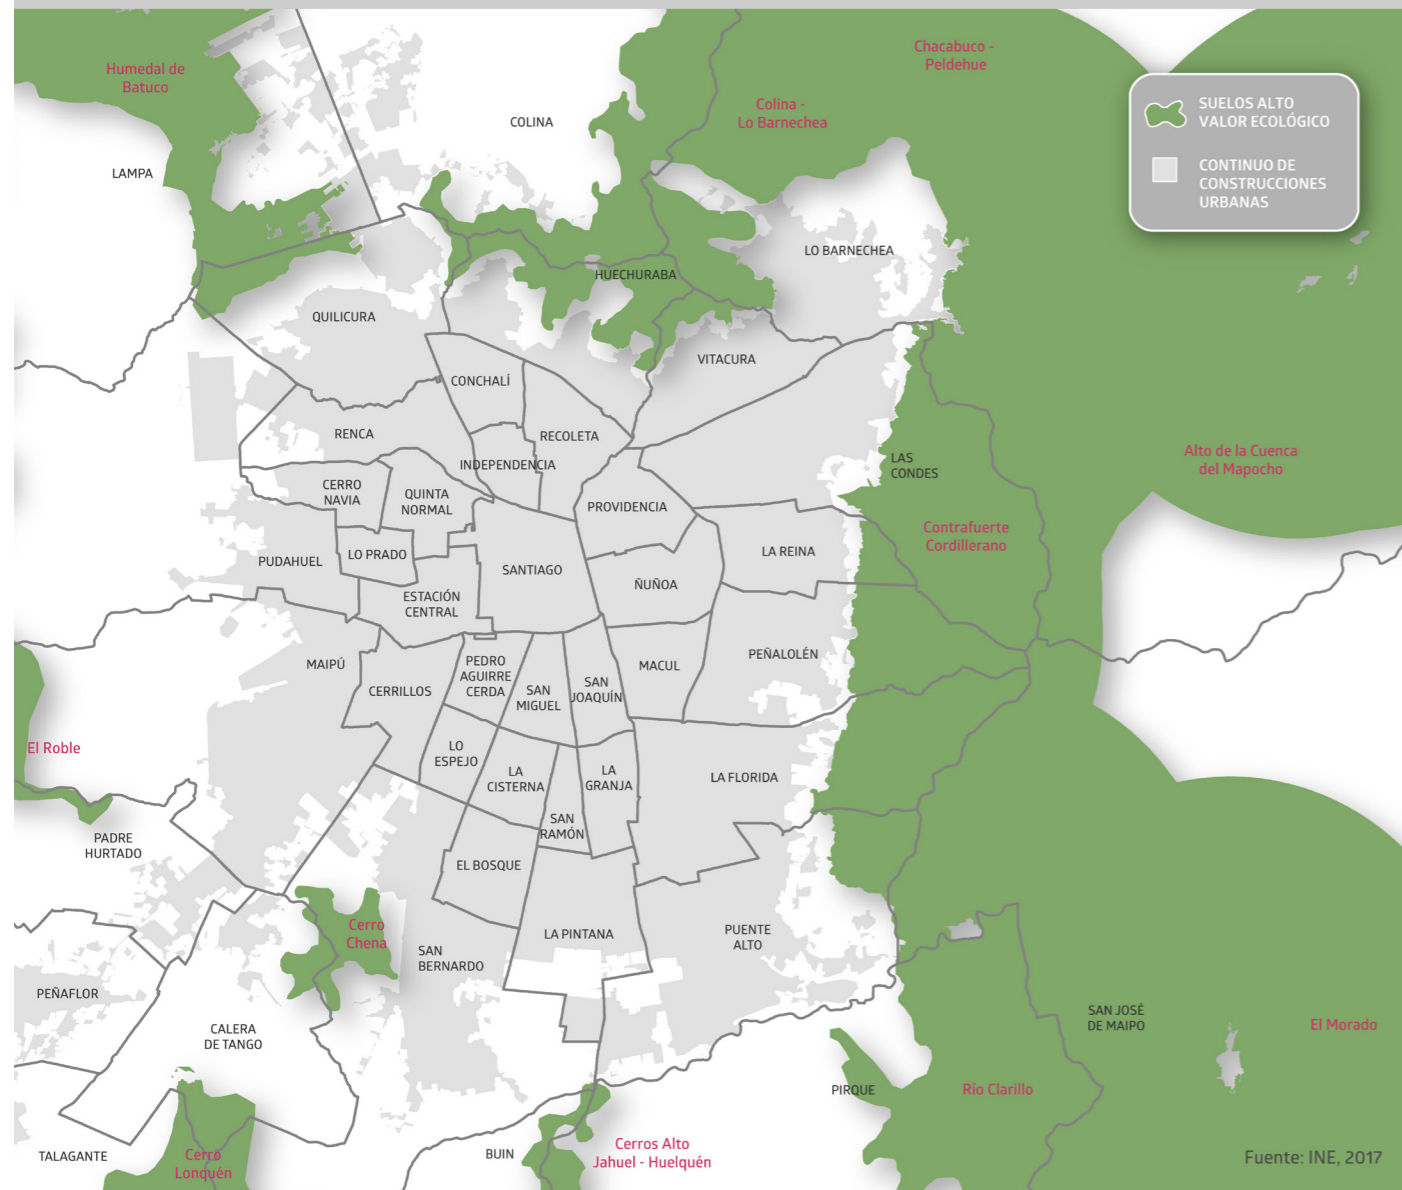 Humedal de
Batuco
Chacabuco -
Peldehue
Colina -
Lo Barnechea
SUELOS ALTO
VALOR ECOLÓGICO
CONTINUO DE
CONSTRUCCIONES
URBANAS
COLINA
LAMPA
LO BARNECHEA
HUECHURABA
QUILICURA
VITACURA
CONCHALÍ
RENCA
RECOLETA
INDEPENDENCIA
LAS
CONDES
Alto de la Cuenca
del Mapocho
CERRO
NAVIA
QUINTA
NORMAL
PROVIDENCIA
Contrafuerte
Cordillerano
PUDAHUEL
LO PRADO
SANTIAGO
LA REINA
ÑUÑOA
ESTACIÓN
CENTRAL
MAIPÚ
CERRILLOS
PEDRO
AGUIRRE
CERDA
SAN
MIGUEL
SAN
JOAQUÍN
MACUL
PEÑALOLÉN
El Roble
LO
ESPEJO
LA
CISTERNA
LA
GRANJA
LA FLORIDA
SAN
RAMÓN
PADRE
HURTADO
EL BOSQUE
Cerro
Chena
SAN
BERNARDO
LA PINTANA
PUENTE
ALTO
PEÑAFLOR
CALERA
DE TANGO
SAN JOSÉ
DE MAIPO
El Morado
PIRQUE
Río Clarillo
TALAGANTE
Cerro
Lonquén
BUIN
Cerros Alto
Jahuel - Huelquén
Fuente: INE, 2017